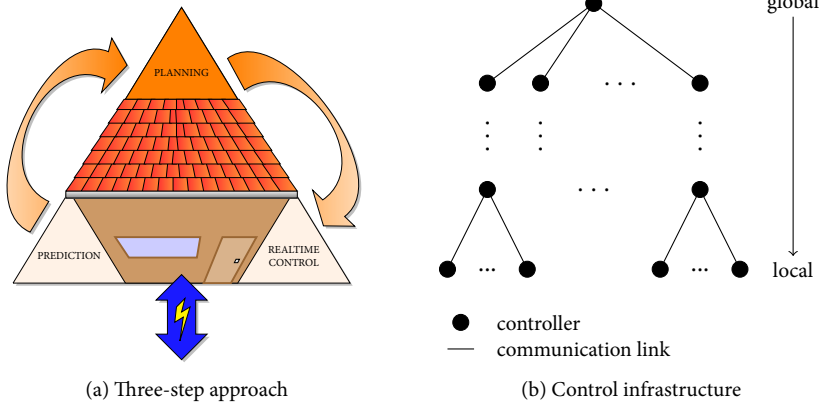 PLANNING
PREDICTION
REALTIME
CONTROL
(a) Three-step approach
global
local
controller
communication link
(b) Control infrastructure